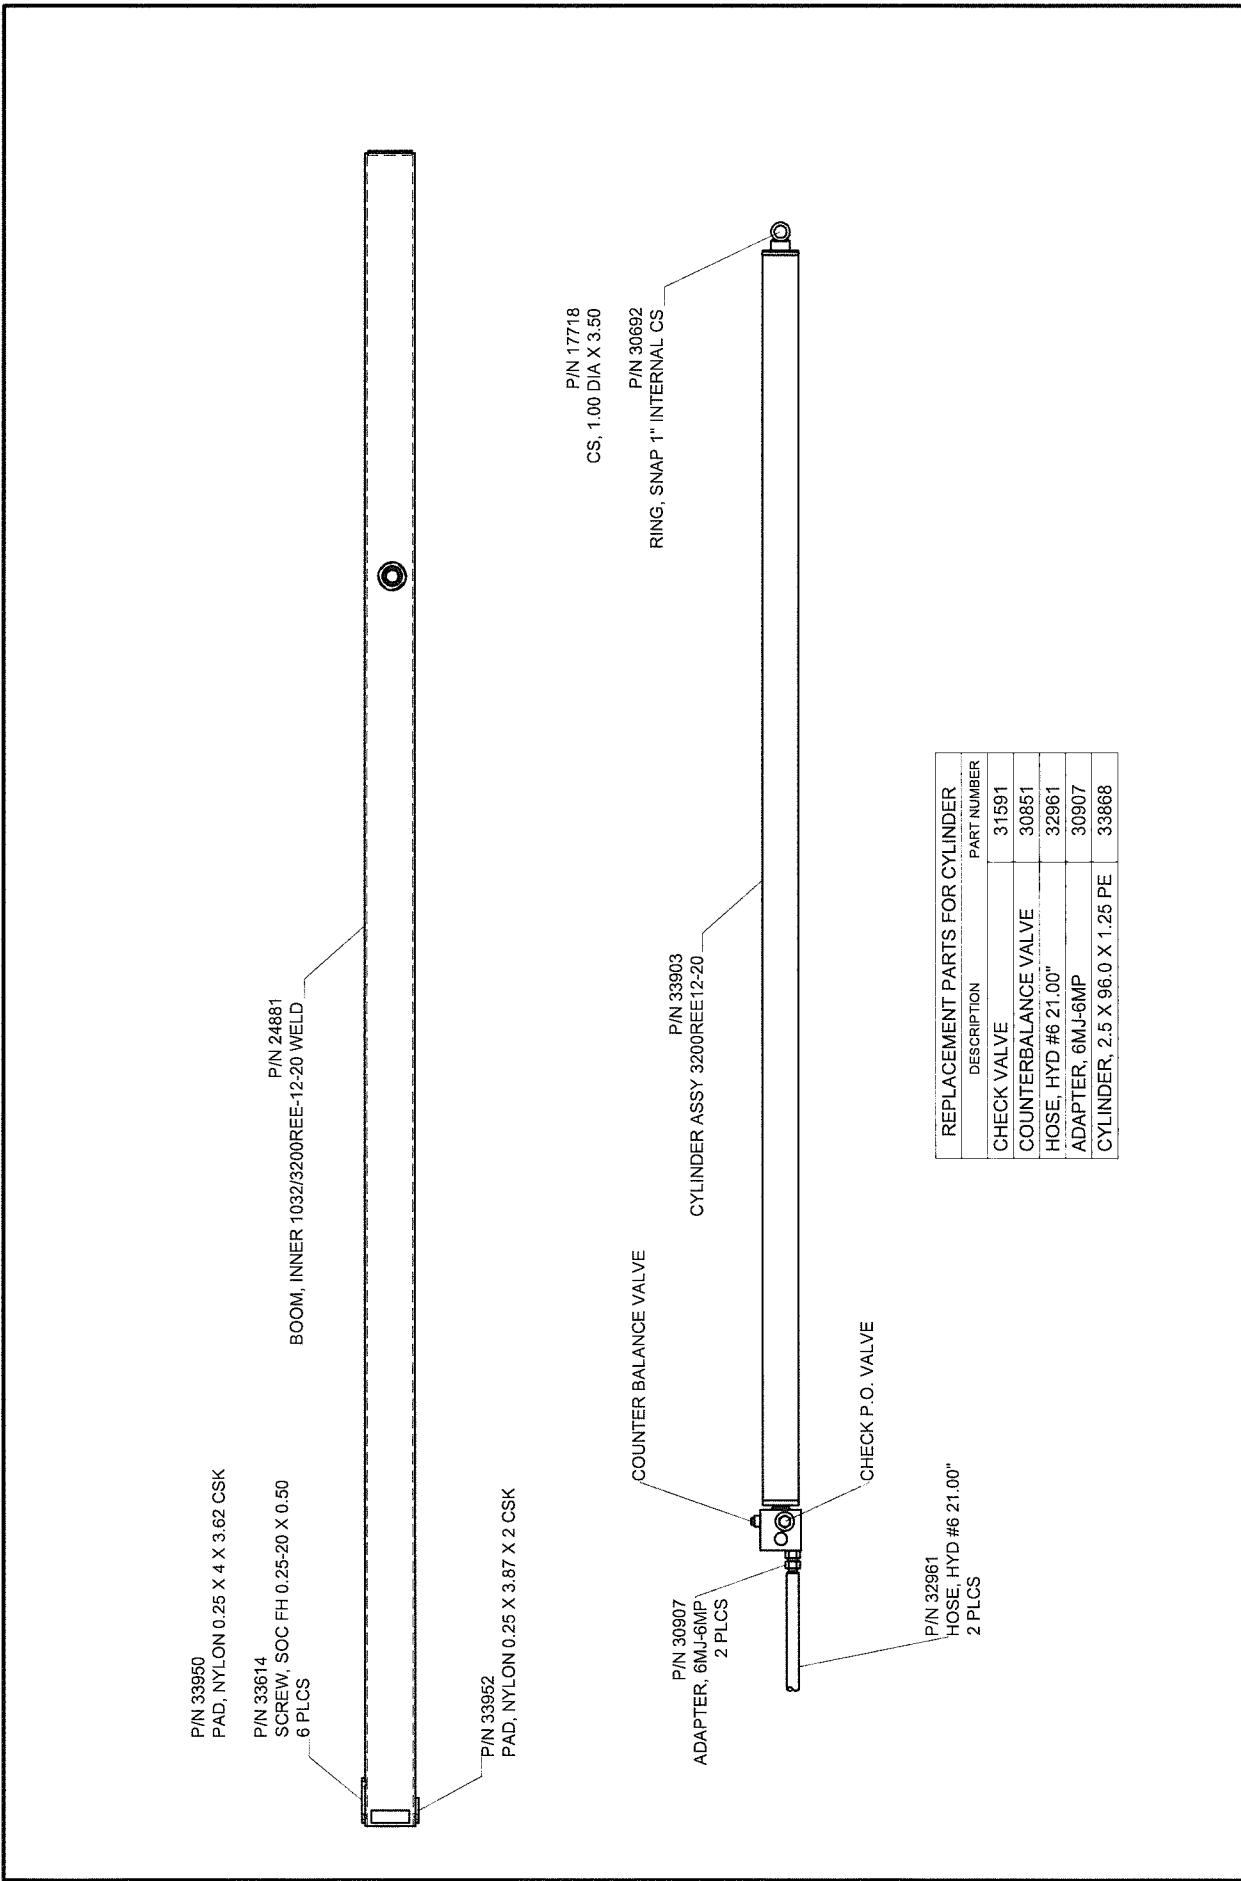 P/N 33950
PAD, NYLON 0.25 X 4 X 3.62 CSK
P/N 33614
SCREW, SOC FH 0.25-20 X 0.50
6 PLCS
P/N 24881
BOOM, INNER 1032/3200REE-12-20 WELD
P/N 33952
PAD, NYLON 0.25 X 3.87 X 2 CSK
P/N 17718
CS, 1.00 DIA X 3.50
P/N 30692
RING, SNAP 1" INTERNAL CS
COUNTER BALANCE VALVE
P/N 33903
CYLINDER ASSY 3200REE12-20
P/N 30907
ADAPTER, 6MJ-6MP
2 PLCS
CHECK P.O. VALVE
P/N 32961
HOSE, HYD #6 21.00"
2 PLCS
REPLACEMENT PARTS FOR CYLINDER
DESCRIPTION PART NUMBER
CHECK VALVE 31591
COUNTERBALANCE VALVE 30851
HOSE, HYD #6 21.00" 32961
ADAPTER, 6MJ-6MP 30907
CYLINDER, 2.5 X 96.0 X 1.25 PE 33868